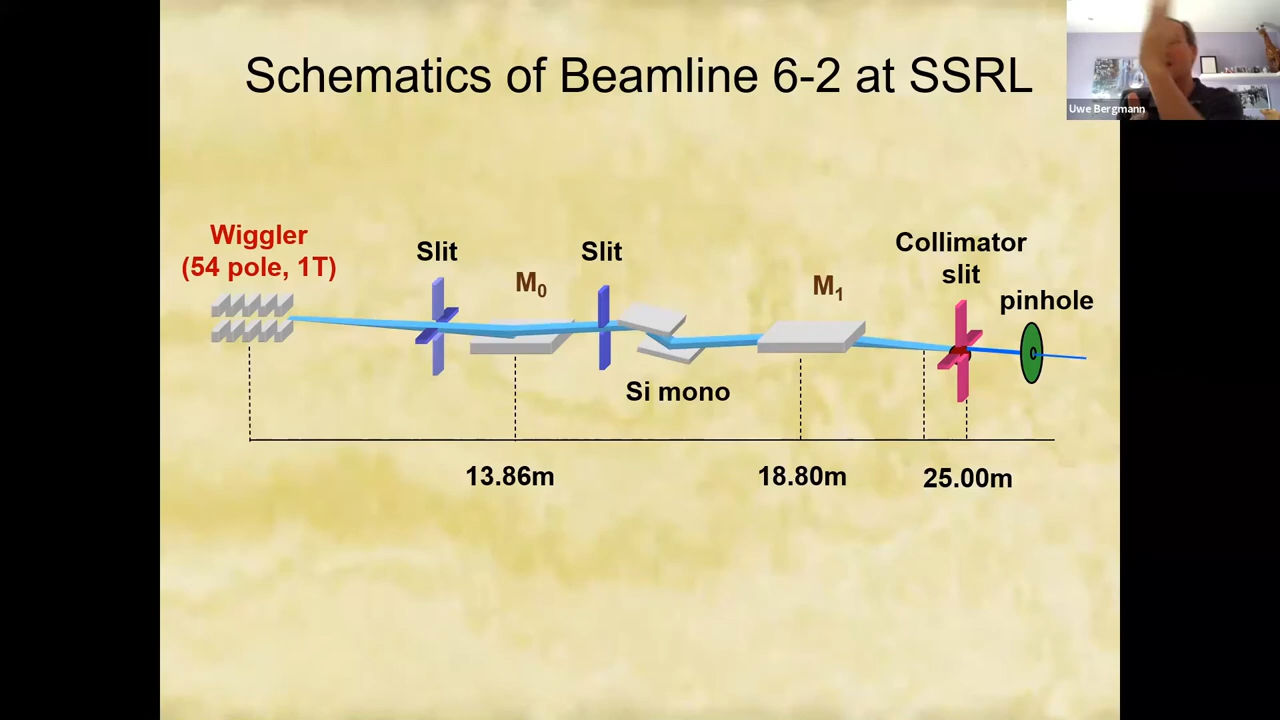 Schematics of Beamline 6-2 at SSRL
Uwe Bergmann
Wiggler
(54 pole, 1T)
Slit
M₀
Slit
Si mono
M₁
Collimator
slit
pinhole
13.86m
18.80m
25.00m